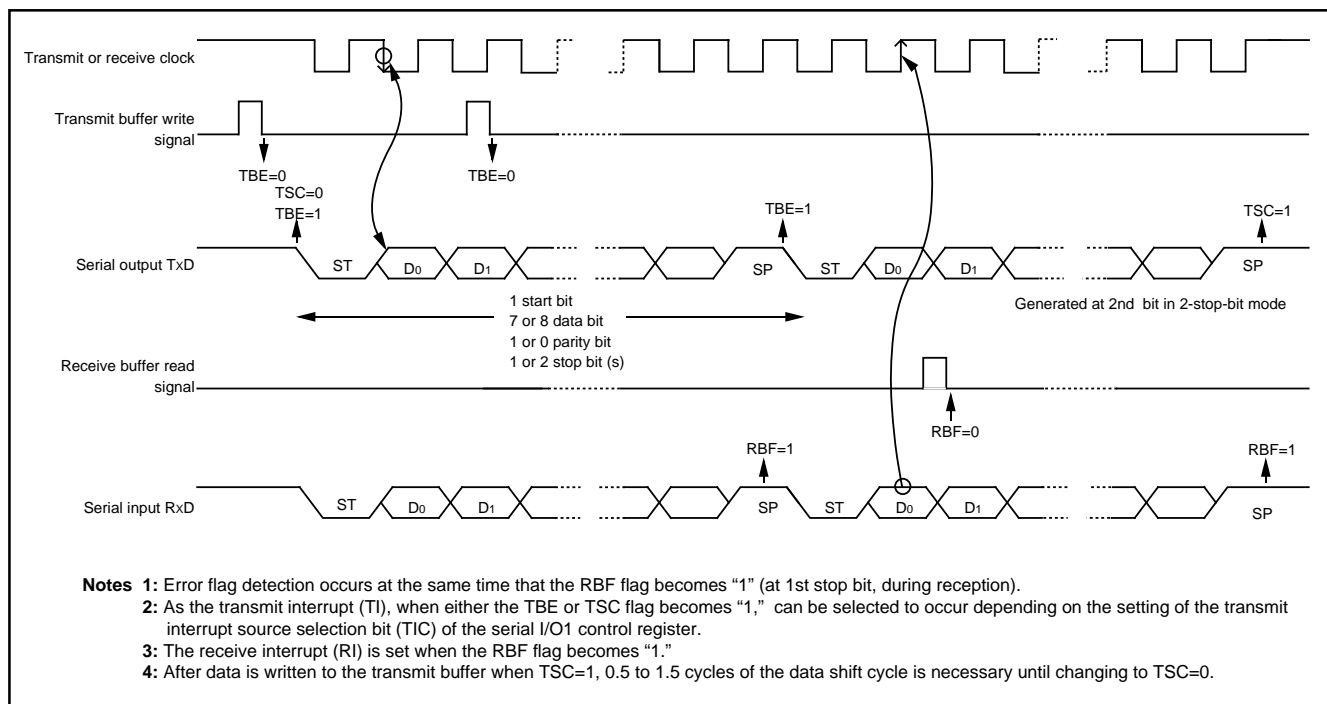 Transmit or receive clock
Transmit buffer write
signal
TBE=0
TBE=0
TSC=0
TBE=1
TBE=1
TSC=1
Serial output TxD
ST
D0
D1
SP
ST
D0
D1
SP
1 start bit
7 or 8 data bit
1 or 0 parity bit
1 or 2 stop bit (s)
Generated at 2nd bit in 2-stop-bit mode
Receive buffer read
signal
RBF=0
RBF=1
RBF=1
Serial input RxD
ST
D0
D1
SP
ST
D0
D1
SP
Notes 1: Error flag detection occurs at the same time that the RBF flag becomes “1” (at 1st stop bit, during reception).
2: As the transmit interrupt (TI), when either the TBE or TSC flag becomes “1,” can be selected to occur depending on the setting of the transmit
interrupt source selection bit (TIC) of the serial I/O1 control register.
3: The receive interrupt (RI) is set when the RBF flag becomes “1.”
4: After data is written to the transmit buffer when TSC=1, 0.5 to 1.5 cycles of the data shift cycle is necessary until changing to TSC=0.